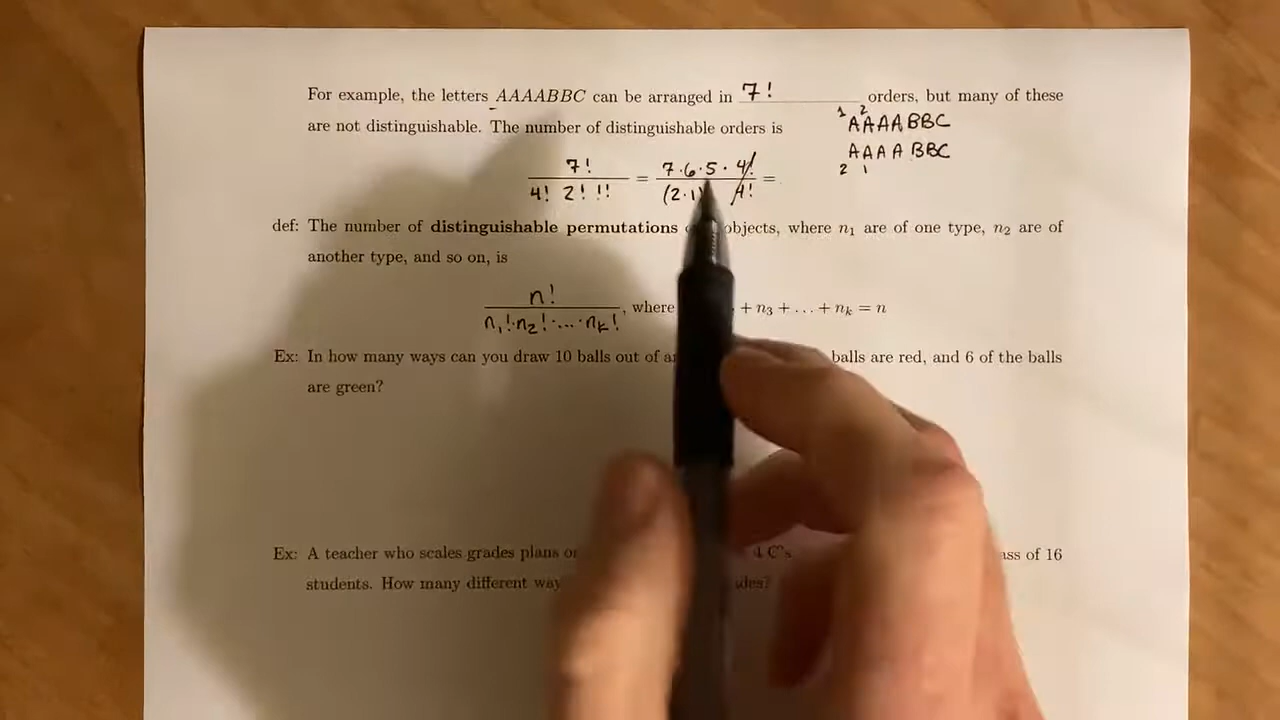 For example, the letters AAAABBC can be arranged in 7! orders, but many of these
are not distinguishable. The number of distinguishable orders is
1 2
AAAABBC
AAAABBC
2 1
7! / 4! 2! 1! = 7·6·5·4! / (2·1) 4! =
def: The number of distinguishable permutations objects, where n₁ are of one type, n₂ are of
another type, and so on, is
n! / n₁!·n₂!·...·nₖ! , where + n₃ + . . . + nₖ = n
Ex: In how many ways can you draw 10 balls out of balls are red, and 6 of the balls
are green?
Ex: A teacher who scales grades plans 4 C's of 16
students. How many different